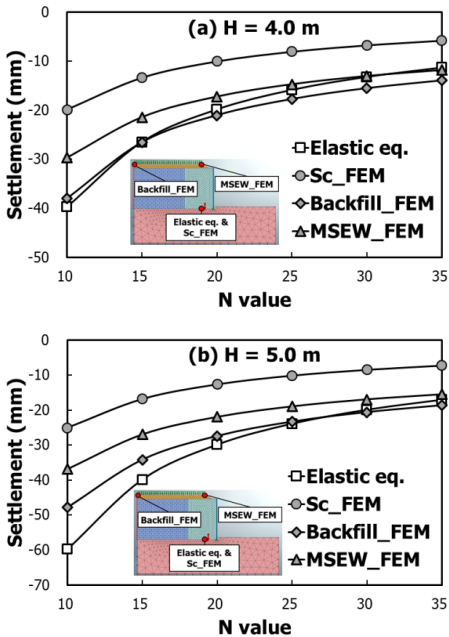 (a) H = 4.0 m
Settlement (mm)
0
-10
-20
-30
-40
-50
Elastic eq.
Sc_FEM
Backfill_FEM
MSEW_FEM
Backfill_FEM
MSEW_FEM
Elastic eq. &
Sc_FEM
10 15 20 25 30 35
N value
(b) H = 5.0 m
Settlement (mm)
0
-10
-20
-30
-40
-50
-60
-70
Elastic eq.
Sc_FEM
Backfill_FEM
MSEW_FEM
Backfill_FEM
MSEW_FEM
Elastic eq. &
Sc_FEM
10 15 20 25 30 35
N value